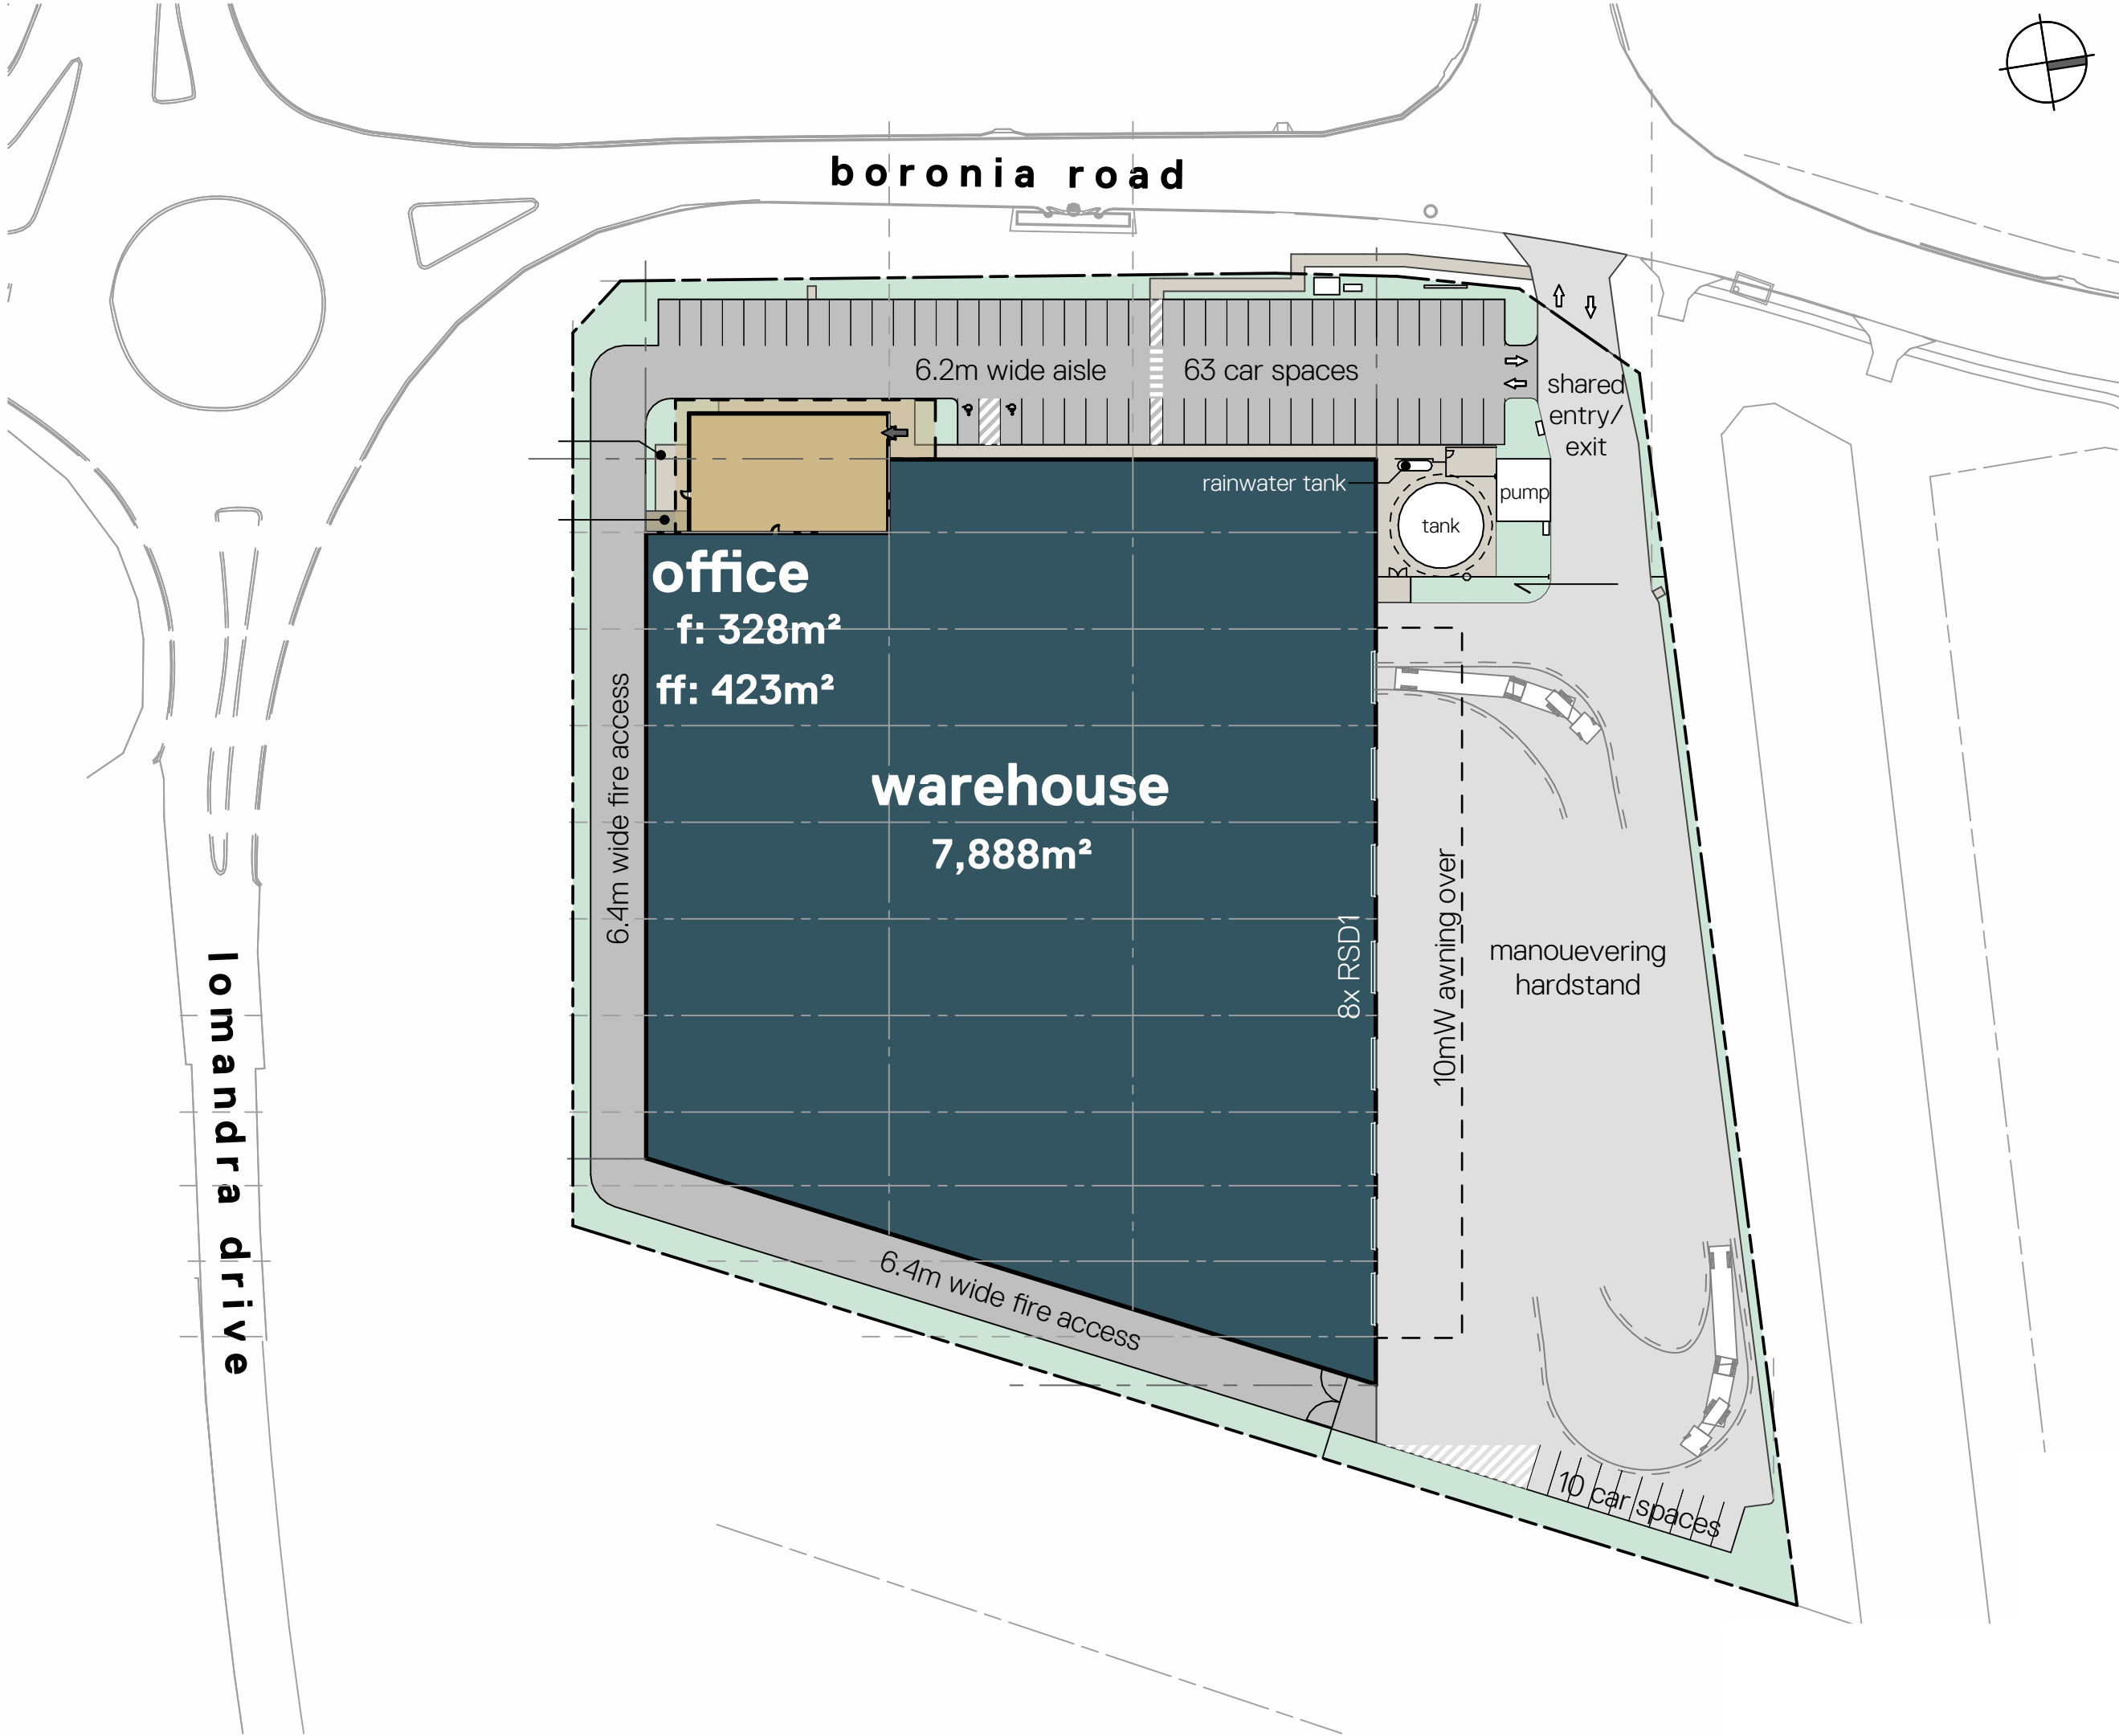 boronia road
6.2m wide aisle
63 car spaces
shared
entry/
exit
rainwater tank
pump
tank
office
f: 328m²
ff: 423m²
6.4m wide fire access
warehouse
7,888m²
8x RSD1
10mW awning over
manouevering
hardstand
lomandra drive
6.4m wide fire access
10 car spaces